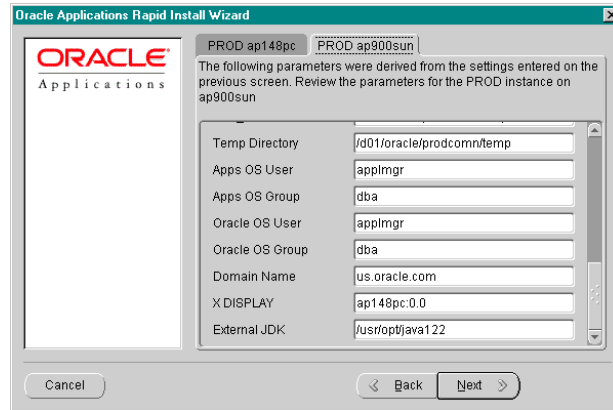 Oracle Applications Rapid Install Wizard
ORACLE
Applications
PROD ap148pc PROD ap900sun
The following parameters were derived from the settings entered on the
previous screen. Review the parameters for the PROD instance on
ap900sun
Temp Directory /d01/oracle/prodcomn/temp
Apps OS User applmgr
Apps OS Group dba
Oracle OS User applmgr
Oracle OS Group dba
Domain Name us.oracle.com
X DISPLAY ap148pc:0.0
External JDK /usr/opt/java122
Cancel Back Next